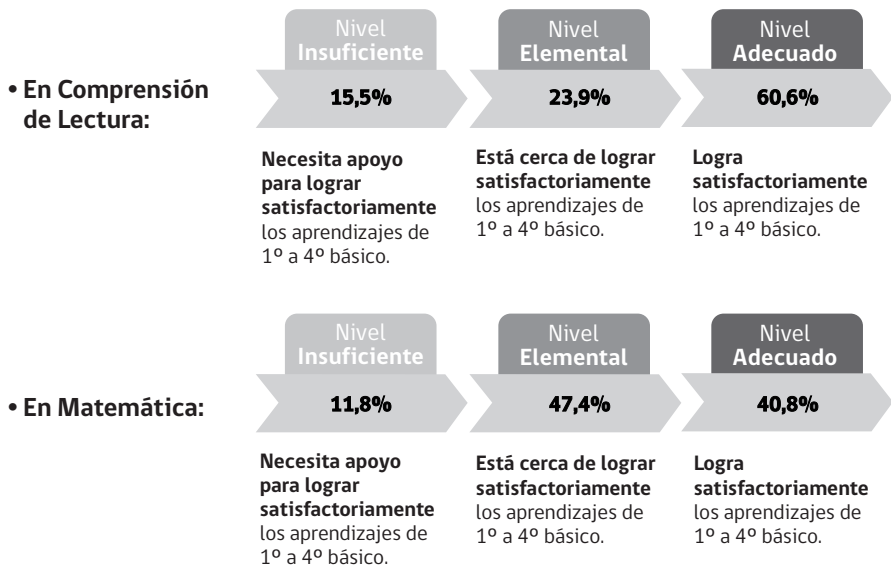 Nivel
Insuficiente
Nivel
Elemental
Nivel
Adecuado
• En Comprensión
de Lectura:
15,5%
23,9%
60,6%
Necesita apoyo
para lograr
satisfactoriamente
los aprendizajes de
1º a 4º básico.
Está cerca de lograr
satisfactoriamente
los aprendizajes de
1º a 4º básico.
Logra
satisfactoriamente
los aprendizajes de
1º a 4º básico.
Nivel
Insuficiente
Nivel
Elemental
Nivel
Adecuado
• En Matemática:
11,8%
47,4%
40,8%
Necesita apoyo
para lograr
satisfactoriamente
los aprendizajes de
1º a 4º básico.
Está cerca de lograr
satisfactoriamente
los aprendizajes de
1º a 4º básico.
Logra
satisfactoriamente
los aprendizajes de
1º a 4º básico.